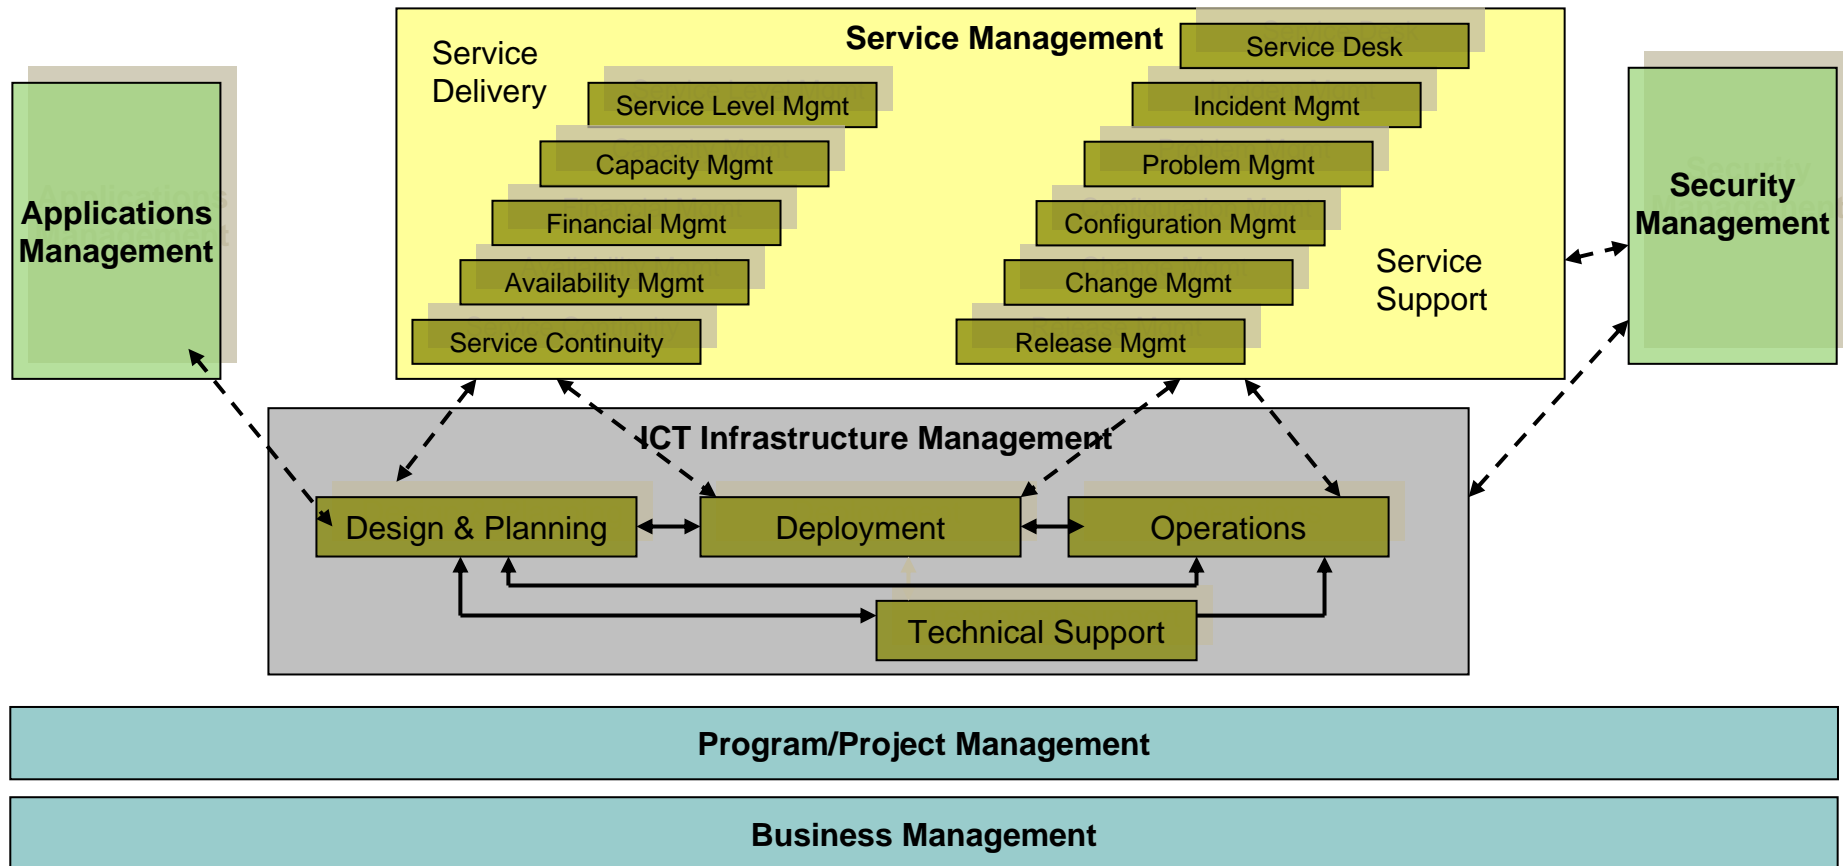 Service Management
Service
Delivery
Service Desk
Service Level Mgmt
Incident Mgmt
Capacity Mgmt
Problem Mgmt
Financial Mgmt
Configuration Mgmt
Availability Mgmt
Change Mgmt
Service Continuity
Release Mgmt
Service
Support
Applications
Management
Security
Management
ICT Infrastructure Management
Design & Planning
Deployment
Operations
Technical Support
Program/Project Management
Business Management